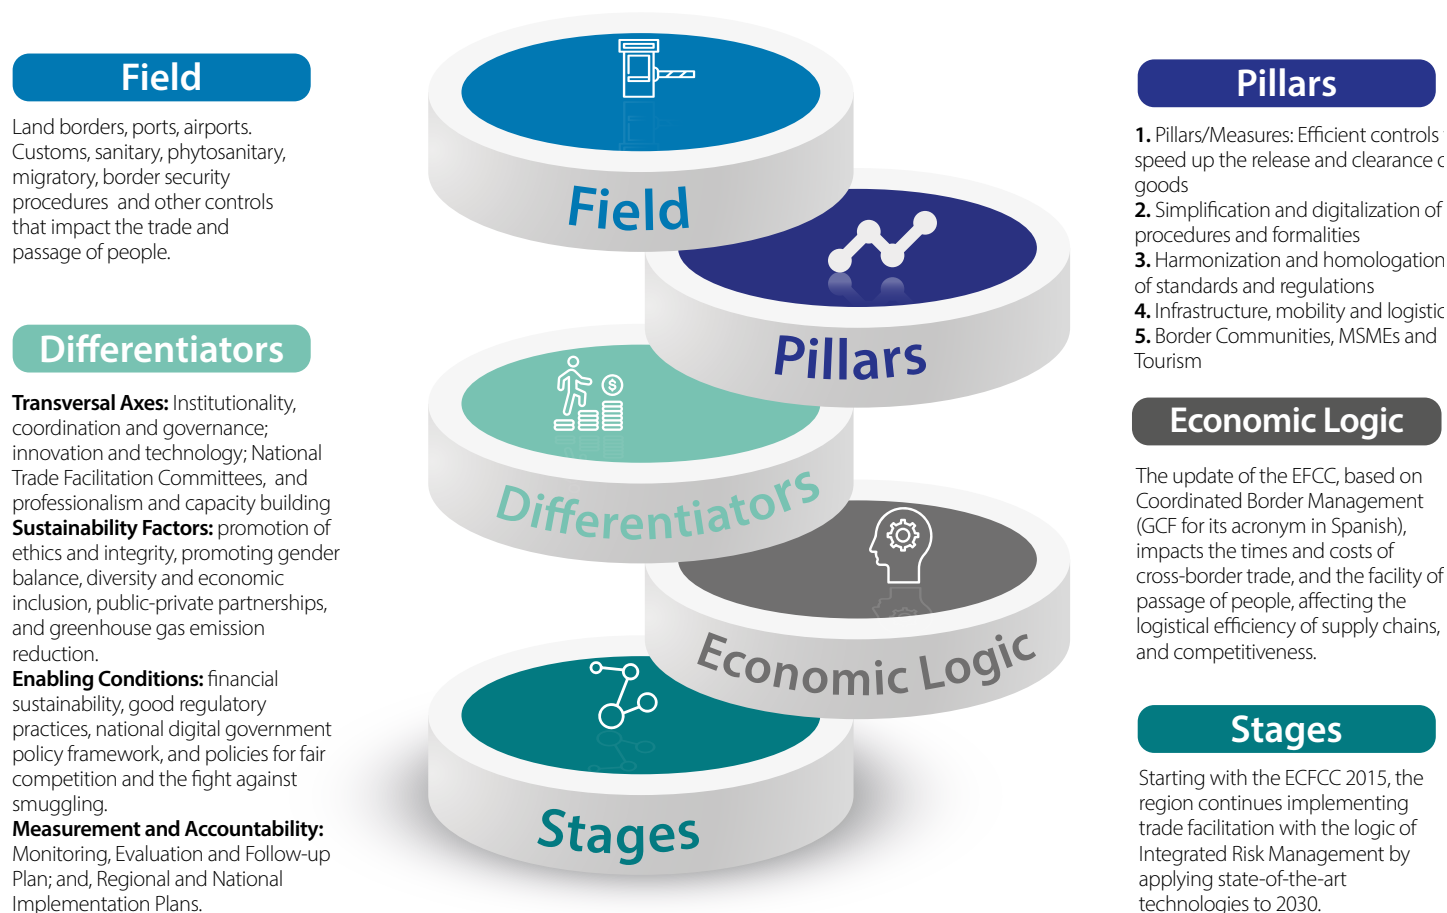 Field
Land borders, ports, airports.
Customs, sanitary, phytosanitary,
migratory, border security
procedures and other controls
that impact the trade and
passage of people.
Differentiators
Transversal Axes: Institutionality,
coordination and governance;
innovation and technology; National
Trade Facilitation Committees, and
professionalism and capacity building
Sustainability Factors: promotion of
ethics and integrity, promoting gender
balance, diversity and economic
inclusion, public-private partnerships,
and greenhouse gas emission
reduction.
Enabling Conditions: financial
sustainability, good regulatory
practices, national digital government
policy framework, and policies for fair
competition and the fight against
smuggling.
Measurement and Accountability:
Monitoring, Evaluation and Follow-up
Plan; and, Regional and National
Implementation Plans.
Field
Pillars
Differentiators
$
Economic Logic
Stages
Pillars
1. Pillars/Measures: Efficient controls
speed up the release and clearance
goods
2. Simplification and digitalization of
procedures and formalities
3. Harmonization and homologation
of standards and regulations
4. Infrastructure, mobility and logistic
5. Border Communities, MSMEs and
Tourism
Economic Logic
The update of the EFCC, based on
Coordinated Border Management
(GCF for its acronym in Spanish),
impacts the times and costs of
cross-border trade, and the facility of
passage of people, affecting the
logistical efficiency of supply chains,
and competitiveness.
Stages
Starting with the ECFCC 2015, the
region continues implementing
trade facilitation with the logic of
Integrated Risk Management by
applying state-of-the-art
technologies to 2030.